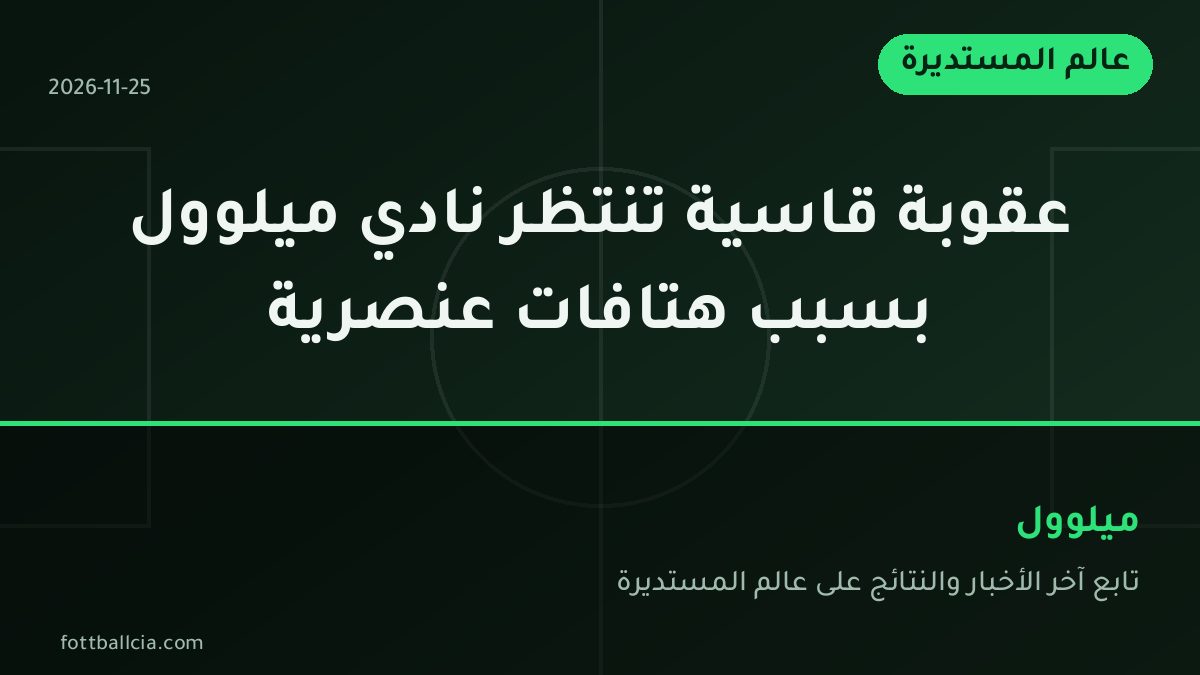 عالم المستديرة
2026-11-25
عقوبة قاسية تنتظر نادي ميلوول
بسبب هتافات عنصرية
ميلوول
تابع آخر الأخبار والنتائج على عالم المستديرة
fottballcia.com